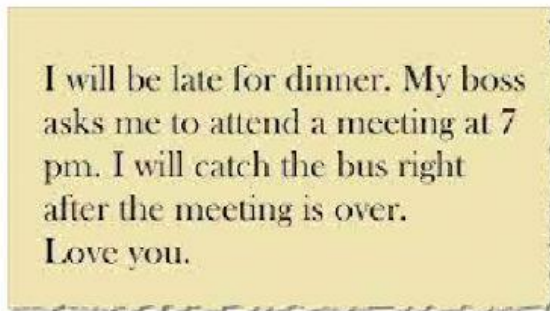 I will be late for dinner. My boss
asks me to attend a meeting at 7
pm. I will catch the bus right
after the meeting is over.
Love you.